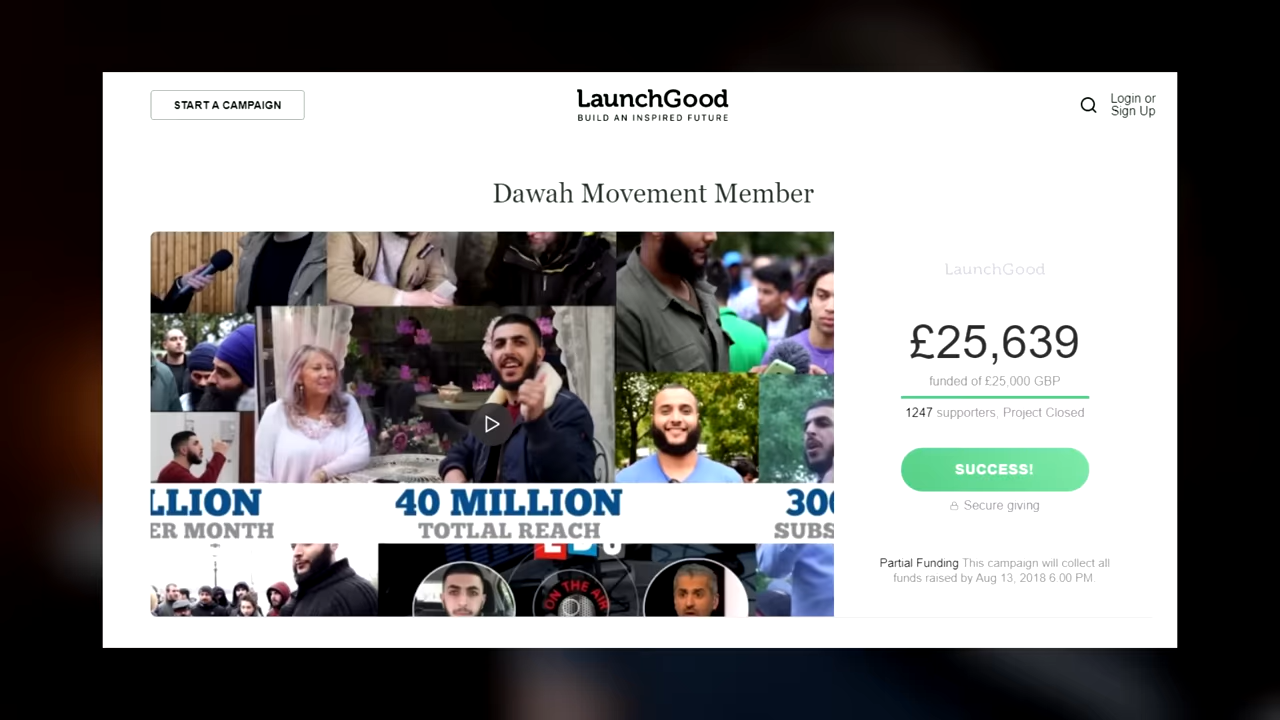 START A CAMPAIGN
LaunchGood
BUILD AN INSPIRED FUTURE
Login or
Sign Up
Dawah Movement Member
LaunchGood
£25,639
funded of £25,000 GBP
1247 supporters, Project Closed
SUCCESS!
Secure giving
Partial Funding This campaign will collect all
funds raised by Aug 13, 2018 6:00 PM.
LLION
ER MONTH
40 MILLION
TOTLAL REACH
300
SUBS
ON THE AIR